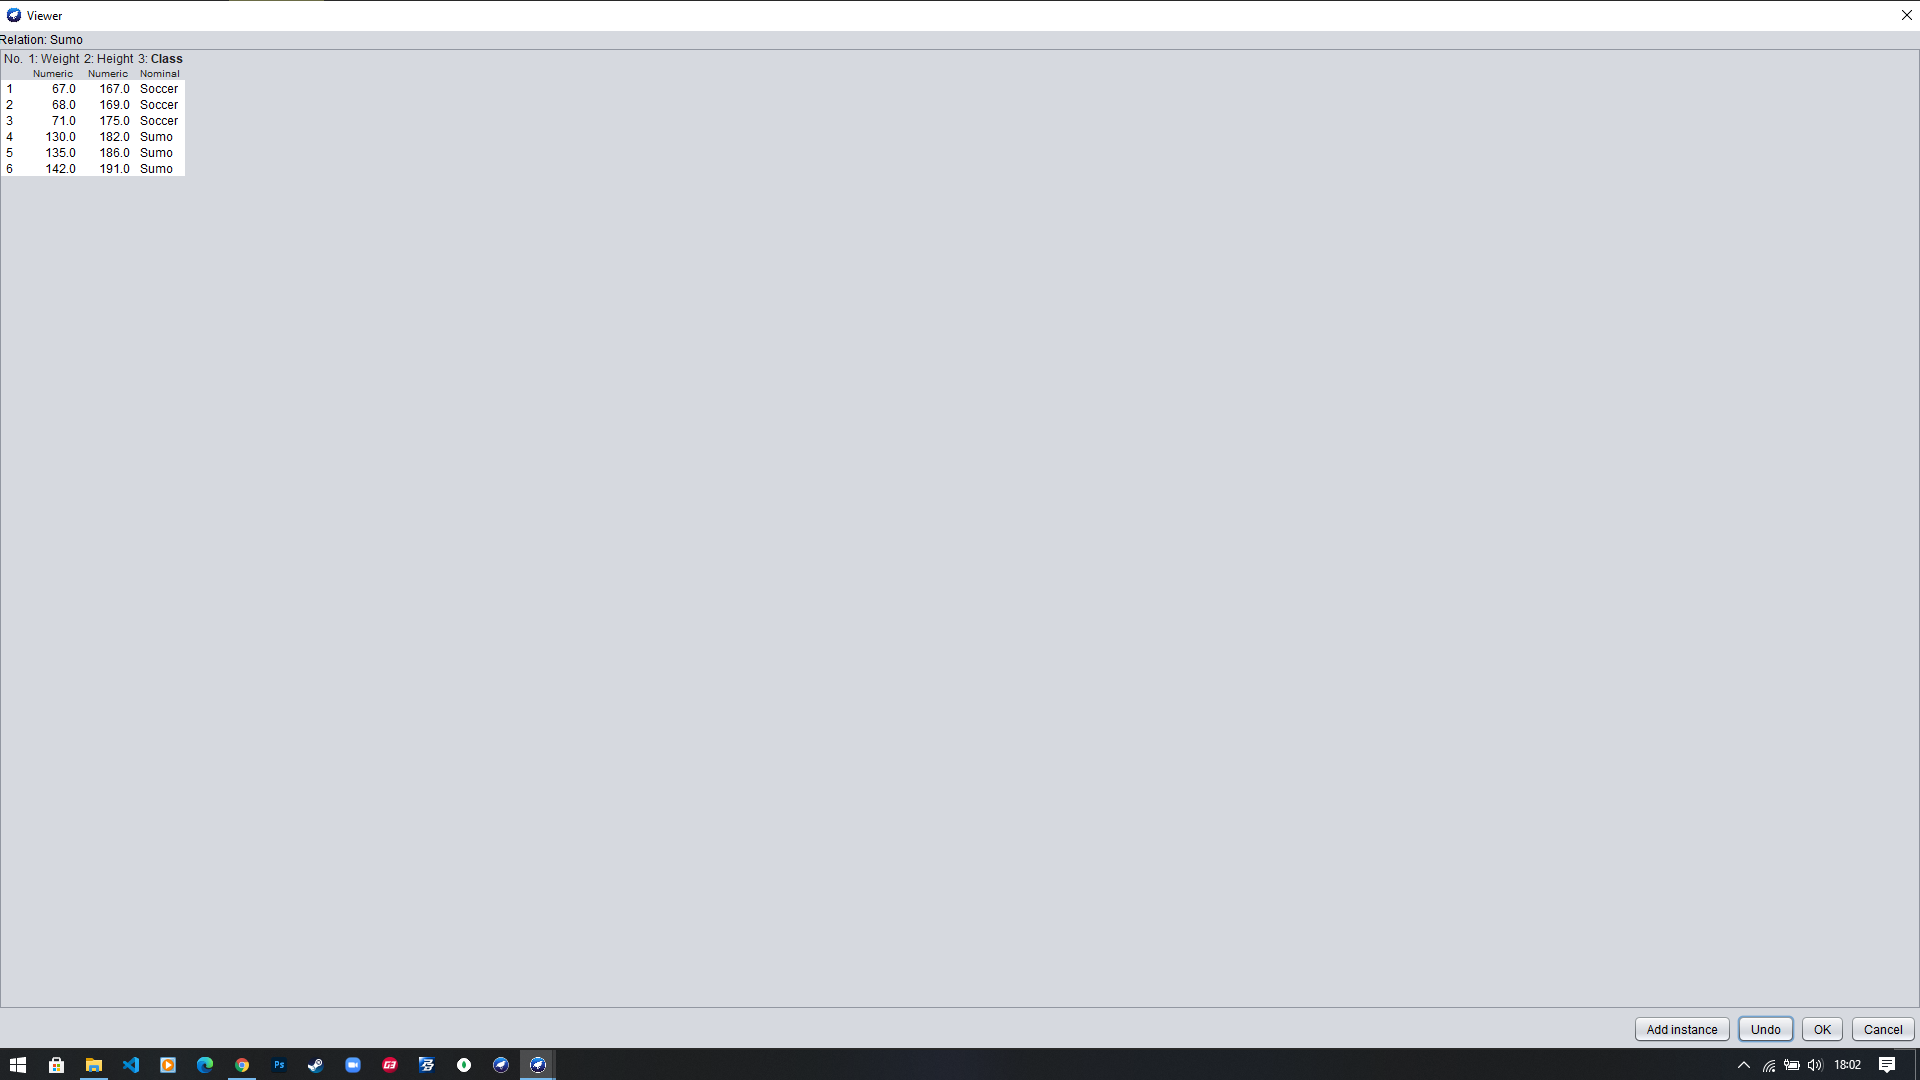 Viewer
Relation: Sumo
No. 1: Weight 2: Height 3: Class
Numeric Numeric Nominal
1 67.0 167.0 Soccer
2 68.0 169.0 Soccer
3 71.0 175.0 Soccer
4 130.0 182.0 Sumo
5 135.0 186.0 Sumo
6 142.0 191.0 Sumo
Add instance Undo OK Cancel
Ps G3 18:02